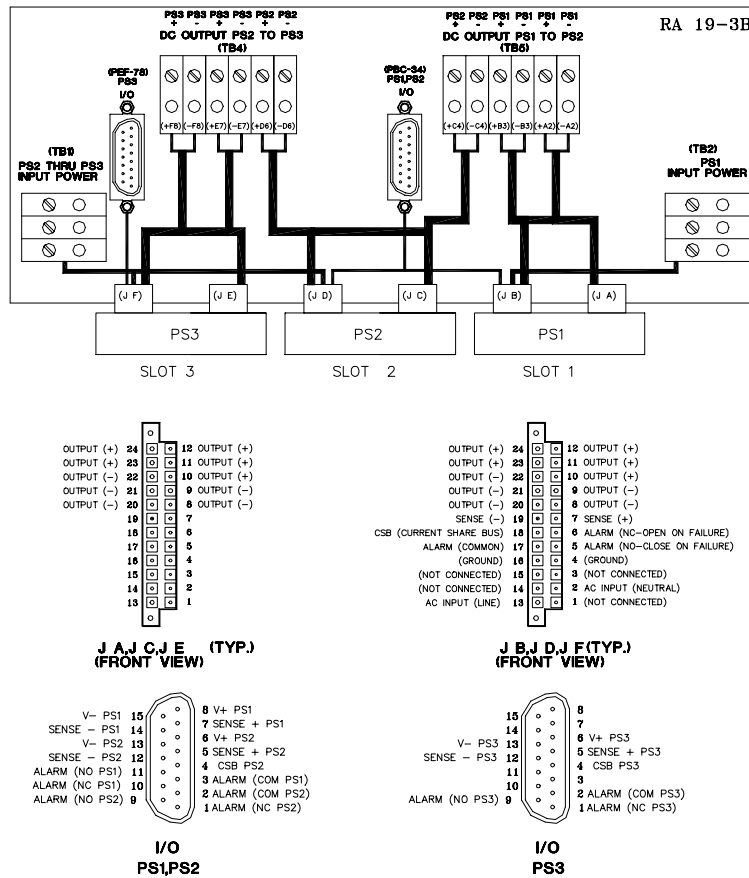 PS3 PS3 PS3 PS3 PS2 PS2
+ - + - + -
DC OUTPUT PS2 TO PS3
(TB4)
PS2 PS2 PS1 PS1 PS1 PS1
+ - + - + -
DC OUTPUT PS1 TO PS2
(TB5)
RA 19-3B
(PEF-78)
PS3
I/O
(PBC-34)
PS1,PS2
I/O
(+F8) (-F8) (+E7) (-E7) (+D6) (-D6)
(+C4) (-C4) (+B3) (-B3) (+A2) (-A2)
(TB1)
PS2 THRU PS3
INPUT POWER
(TB2)
PS1
INPUT POWER
(J F) (J E) (J D) (J C) (J B) (J A)
PS3 PS2 PS1
SLOT 3 SLOT 2 SLOT 1
OUTPUT (+) 24 12 OUTPUT (+)
OUTPUT (+) 23 11 OUTPUT (+)
OUTPUT (-) 22 10 OUTPUT (+)
OUTPUT (-) 21 9 OUTPUT (-)
OUTPUT (-) 20 8 OUTPUT (-)
19 7
18 6
17 5
16 4
15 3
14 2
13 1
J A,J C,J E (TYP.)
(FRONT VIEW)
OUTPUT (+) 24 12 OUTPUT (+)
OUTPUT (+) 23 11 OUTPUT (+)
OUTPUT (-) 22 10 OUTPUT (+)
OUTPUT (-) 21 9 OUTPUT (-)
OUTPUT (-) 20 8 OUTPUT (-)
SENSE (-) 19 7 SENSE (+)
CSB (CURRENT SHARE BUS) 18 6 ALARM (NC-OPEN ON FAILURE)
ALARM (COMMON) 17 5 ALARM (NO-CLOSE ON FAILURE)
(GROUND) 16 4 (GROUND)
(NOT CONNECTED) 15 3 (NOT CONNECTED)
(NOT CONNECTED) 14 2 AC INPUT (NEUTRAL)
AC INPUT (LINE) 13 1 (NOT CONNECTED)
J B,J D,J F(TYP.)
(FRONT VIEW)
8 V+ PS1
V- PS1 15
7 SENSE + PS1
SENSE - PS1 14
6 V+ PS2
V- PS2 13
5 SENSE + PS2
SENSE - PS2 12
4 CSB PS2
ALARM (NO PS1) 11
3 ALARM (COM PS1)
ALARM (NC PS1) 10
2 ALARM (COM PS2)
ALARM (NO PS2) 9
1 ALARM (NC PS2)
I/O
PS1,PS2
8
15
7
14
6 V+ PS3
V- PS3 13
5 SENSE + PS3
SENSE - PS3 12
4 CSB PS3
11
3
10
2 ALARM (COM PS3)
ALARM (NO PS3) 9
1 ALARM (NC PS3)
I/O
PS3